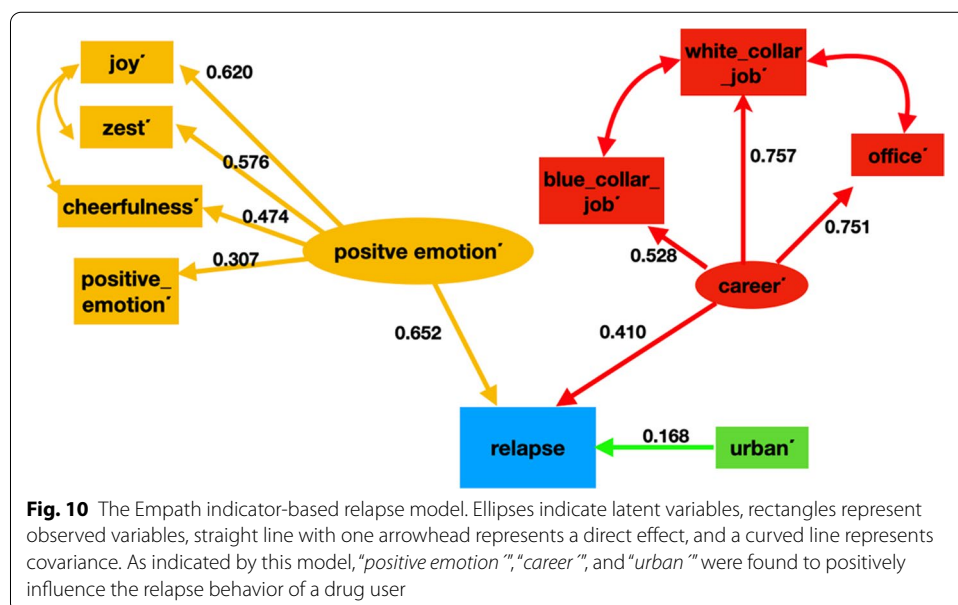 joy´
0.620
zest´
0.576
cheerfulness´
0.474
positive_
emotion´
0.307
positve emotion´
0.652
white_collar
_job´
0.757
office´
0.751
blue_collar_
job´
0.528
career´
0.410
relapse
0.168
urban´
Fig. 10 The Empath indicator-based relapse model. Ellipses indicate latent variables, rectangles represent
observed variables, straight line with one arrowhead represents a direct effect, and a curved line represents
covariance. As indicated by this model, “positive emotion ´”, “career ´”, and “urban ´” were found to positively
influence the relapse behavior of a drug user